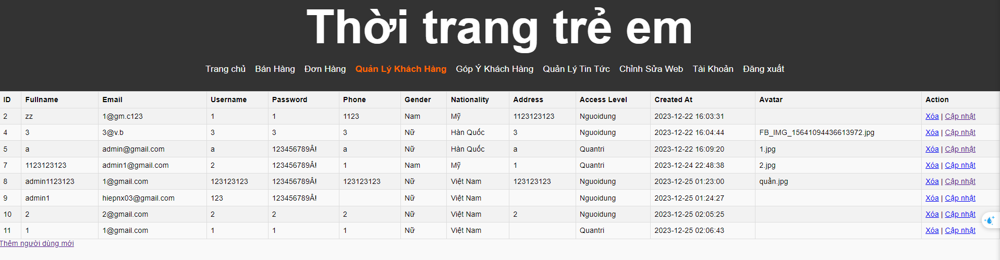 Thời trang trẻ em
Trang chủ Bán Hàng Đơn Hàng Quản Lý Khách Hàng Góp Ý Khách Hàng Quản Lý Tin Tức Chỉnh Sửa Web Tài Khoản Đăng xuất
ID Fullname Email Username Password Phone Gender Nationality Address Access Level Created At Avatar Action
2 zz 1@gm.c123 1 1 1123 Nam Mỹ 1123123123 Nguoidung 2023-12-22 16:03:31 Xóa | Cập nhật
4 3 3@v.b 3 3 3 Nữ Hàn Quốc 3 Nguoidung 2023-12-22 16:04:44 FB_IMG_15641094436613972.jpg Xóa | Cập nhật
5 a admin@gmail.com a 123456789Â! a Nữ Hàn Quốc a Quantri 2023-12-22 16:09:20 1.jpg Xóa | Cập nhật
7 1123123123 admin1@gmail.com 2 123456789Â! 1 Nam Mỹ 1 Quantri 2023-12-24 22:48:38 2.jpg Xóa | Cập nhật
8 admin1123123 1@gmail.com 123123123 123456789Â! 123123123 Nữ Việt Nam 123123123 Nguoidung 2023-12-25 01:23:00 quần.jpg Xóa | Cập nhật
9 admin1 hiepnx03@gmail.com 123 123456789Â! Nữ Việt Nam Nguoidung 2023-12-25 01:24:27 Xóa | Cập nhật
10 2 2@gmail.com 2 2 2 Nữ Việt Nam 2 Nguoidung 2023-12-25 02:05:25 Xóa | Cập nhật
11 1 1@gmail.com 1 1 1 Nữ Việt Nam Quantri 2023-12-25 02:06:43 Xóa | Cập nhật
Thêm người dùng mới